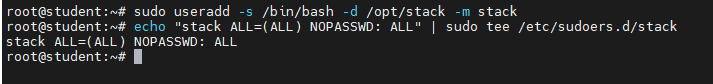 root@student:~# sudo useradd -s /bin/bash -d /opt/stack -m stack
root@student:~# echo "stack ALL=(ALL) NOPASSWD: ALL" | sudo tee /etc/sudoers.d/stack
stack ALL=(ALL) NOPASSWD: ALL
root@student:~#